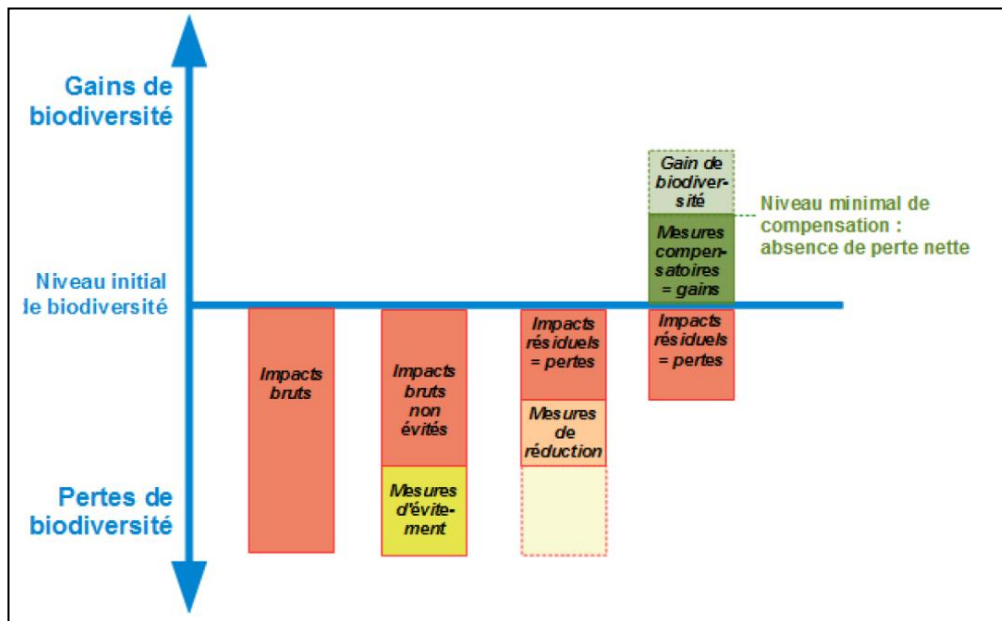 Gains de
biodiversité
Gain de
biodiver-
sité
Niveau minimal de
compensation :
absence de perte nette
Mesures
compen-
satoires
= gains
Niveau initial
de biodiversité
Impacts
bruts
Impacts
bruts
non
évités
Impacts
résiduels
= pertes
Impacts
résiduels
= pertes
Mesures
de
réduction
Mesures
d'évite-
ment
Pertes de
biodiversité